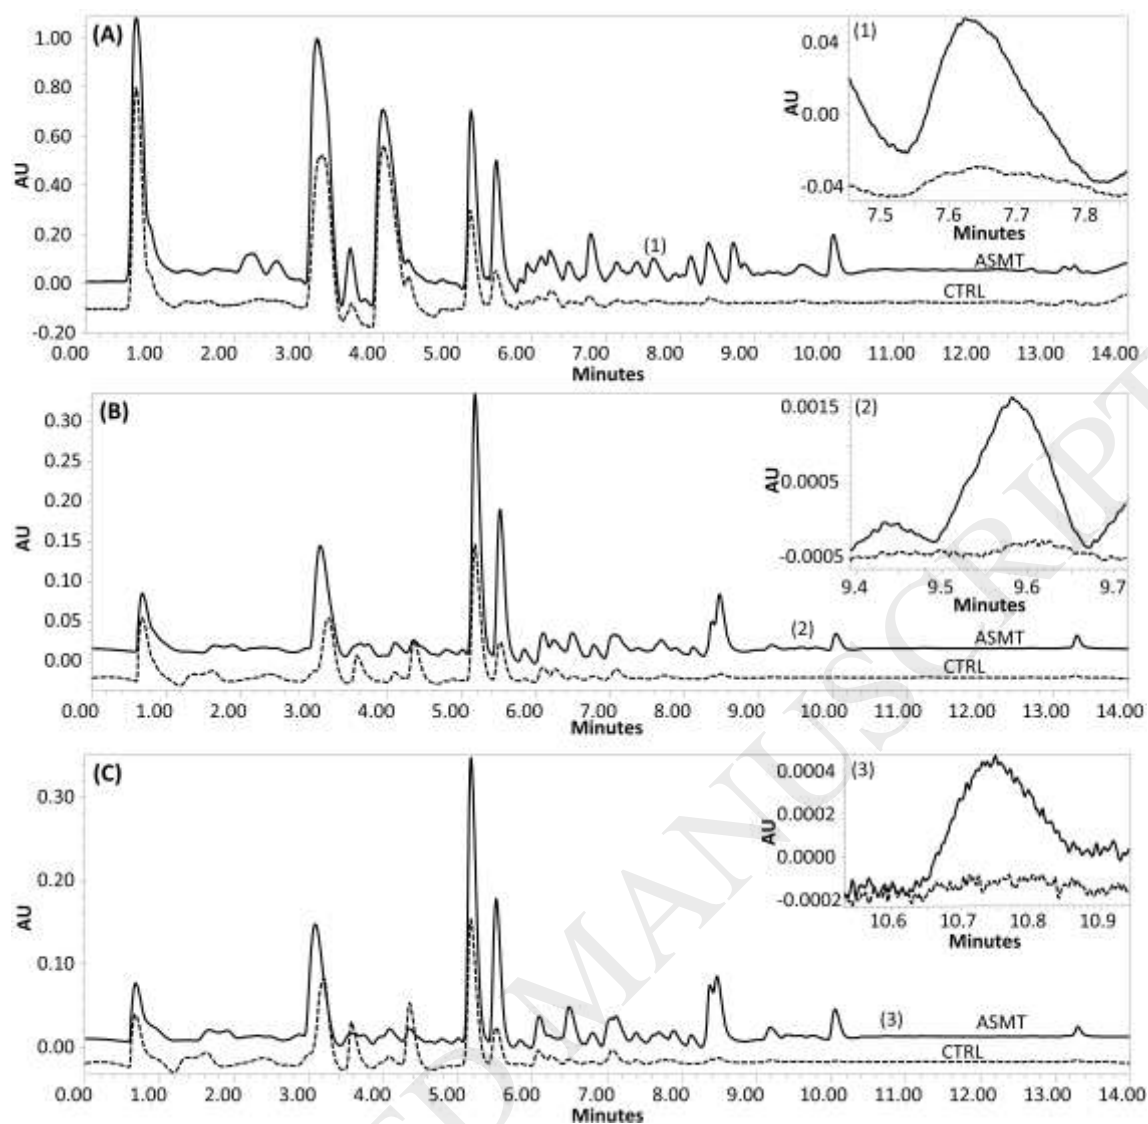 (A)
(1)
AU
1.00
0.80
0.60
0.40
0.20
0.00
-0.20
(1)
ASMT
CTRL
AU
0.04
0.00
-0.04
7.5 7.6 7.7 7.8
Minutes
0.00 1.00 2.00 3.00 4.00 5.00 6.00 7.00 8.00 9.00 10.00 11.00 12.00 13.00 14.00
Minutes
(B)
(2)
AU
0.30
0.25
0.20
0.15
0.10
0.05
0.00
(2)
ASMT
CTRL
AU
0.0015
0.0005
-0.0005
9.4 9.5 9.6 9.7
Minutes
0.00 1.00 2.00 3.00 4.00 5.00 6.00 7.00 8.00 9.00 10.00 11.00 12.00 13.00 14.00
Minutes
(C)
(3)
AU
0.30
0.20
0.10
0.00
(3)
ASMT
CTRL
AU
0.0004
0.0002
0.0000
-0.0002
10.6 10.7 10.8 10.9
Minutes
0.00 1.00 2.00 3.00 4.00 5.00 6.00 7.00 8.00 9.00 10.00 11.00 12.00 13.00 14.00
Minutes
ED MANUSCRIPT